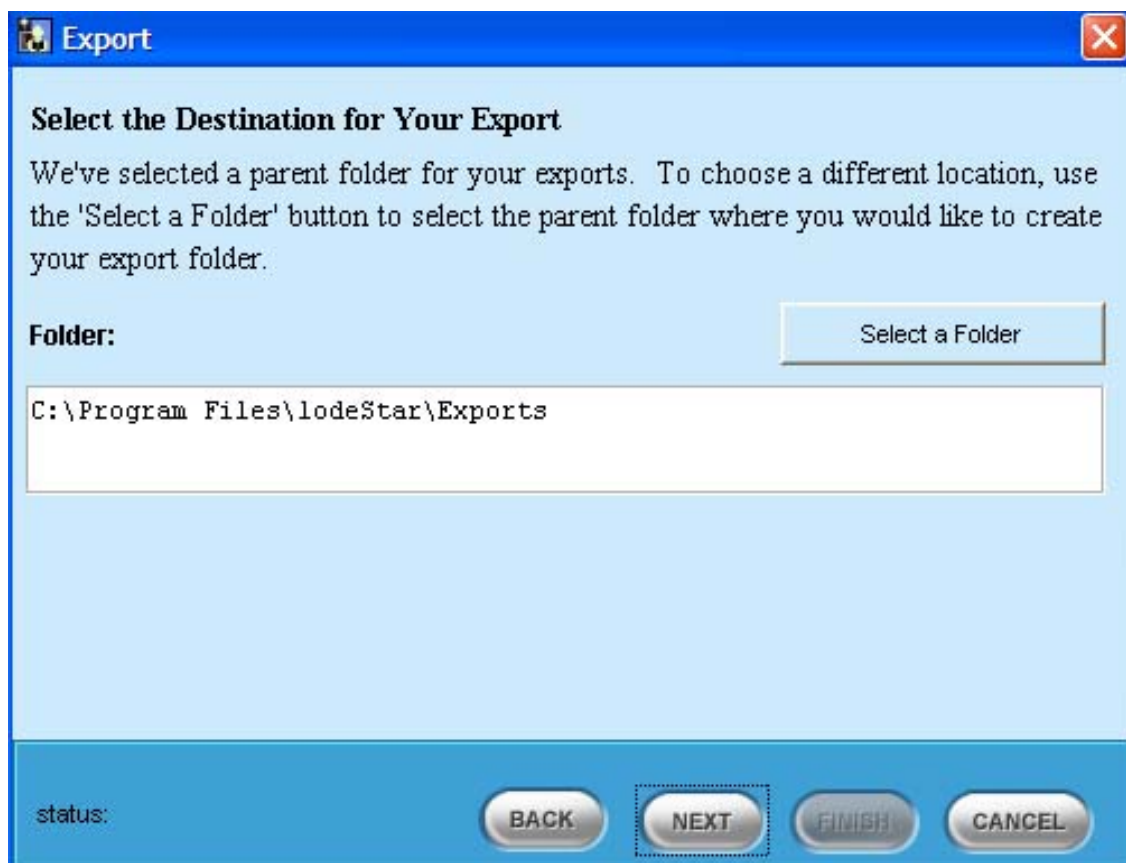 Export
Select the Destination for Your Export
We've selected a parent folder for your exports.  To choose a different location, use
the 'Select a Folder' button to select the parent folder where you would like to create
your export folder.
Folder:
Select a Folder
C:\Program Files\lodeStar\Exports
status:
BACK
NEXT
FINISH
CANCEL